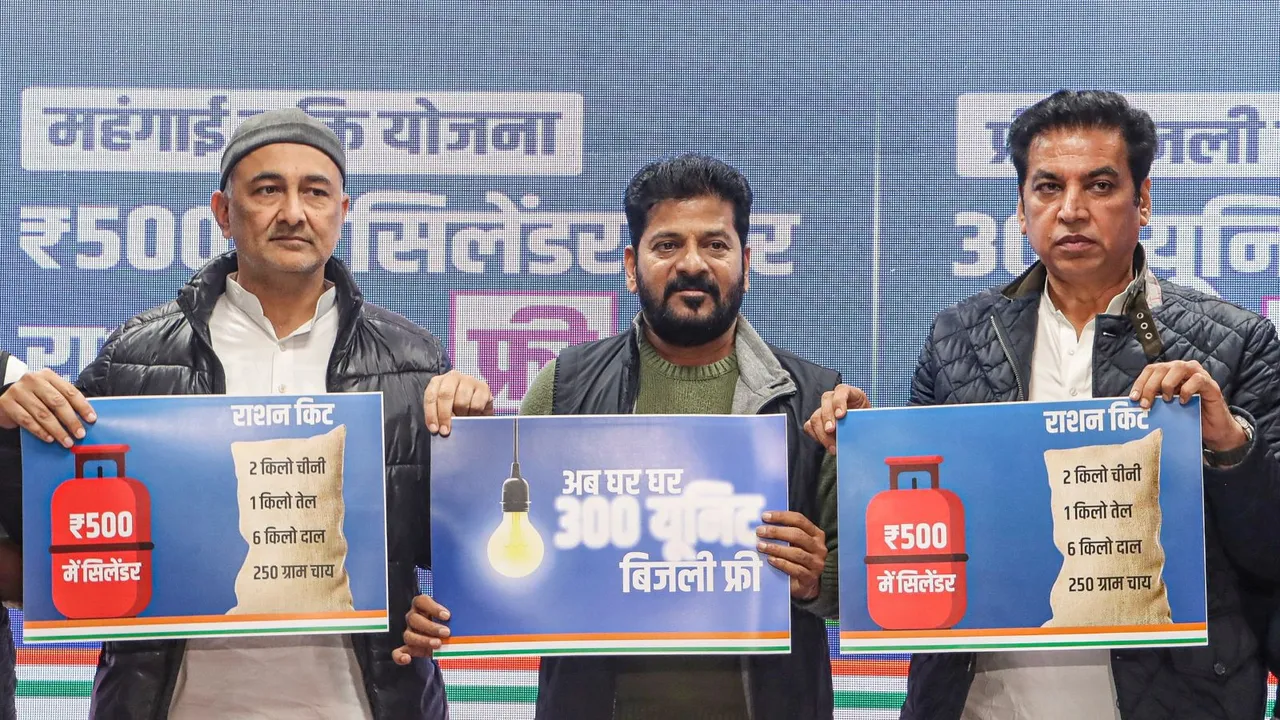 महंगाई योजना
₹500 सिलेंडर
फ्री
300 यूनि
राशन किट
2 किलो चीनी
1 किलो तेल
6 किलो दाल
250 ग्राम चाय
₹500
में सिलेंडर
अब घर घर
300 यूनिट
बिजली फ्री
राशन किट
2 किलो चीनी
1 किलो तेल
6 किलो दाल
250 ग्राम चाय
₹500
में सिलेंडर